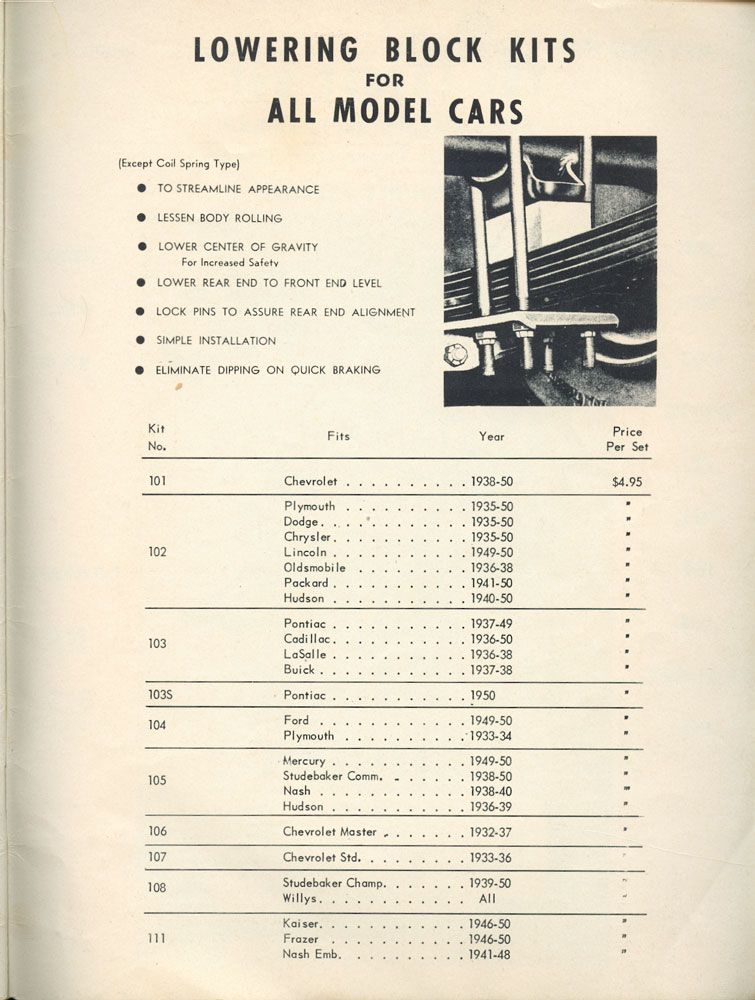 LOWERING BLOCK KITS
FOR
ALL MODEL CARS
(Except Coil Spring Type)
● TO STREAMLINE APPEARANCE
● LESSEN BODY ROLLING
● LOWER CENTER OF GRAVITY
For Increased Safety
● LOWER REAR END TO FRONT END LEVEL
● LOCK PINS TO ASSURE REAR END ALIGNMENT
● SIMPLE INSTALLATION
● ELIMINATE DIPPING ON QUICK BRAKING
Kit No. Fits Year Price Per Set
101 Chevrolet . . . . . . . . . . 1938-50 $4.95
Plymouth . . . . . . . . . . 1935-50 "
Dodge. . . . . . . . . . . . 1935-50 "
Chrysler. . . . . . . . . . . 1935-50 "
102 Lincoln . . . . . . . . . . . 1949-50 "
Oldsmobile . . . . . . . . . 1936-38 "
Packard . . . . . . . . . . . 1941-50 "
Hudson . . . . . . . . . . . 1940-50 "
Pontiac . . . . . . . . . . . 1937-49 "
103 Cadillac. . . . . . . . . . . 1936-50 "
LaSalle . . . . . . . . . . . 1936-38 "
Buick . . . . . . . . . . . . 1937-38 "
103S Pontiac . . . . . . . . . . . 1950 "
104 Ford . . . . . . . . . . . . 1949-50 "
Plymouth . . . . . . . . . . 1933-34 "
Mercury . . . . . . . . . . . 1949-50 "
105 Studebaker Comm. . . . . . . 1938-50 "
Nash . . . . . . . . . . . . 1938-40 "
Hudson . . . . . . . . . . . 1936-39 "
106 Chevrolet Master . . . . . . . 1932-37 "
107 Chevrolet Std. . . . . . . . . 1933-36 "
108 Studebaker Champ. . . . . . . 1939-50 "
Willys. . . . . . . . . . . . All "
Kaiser. . . . . . . . . . . . 1946-50 "
111 Frazer . . . . . . . . . . . 1946-50 "
Nash Emb. . . . . . . . . . . 1941-48 "